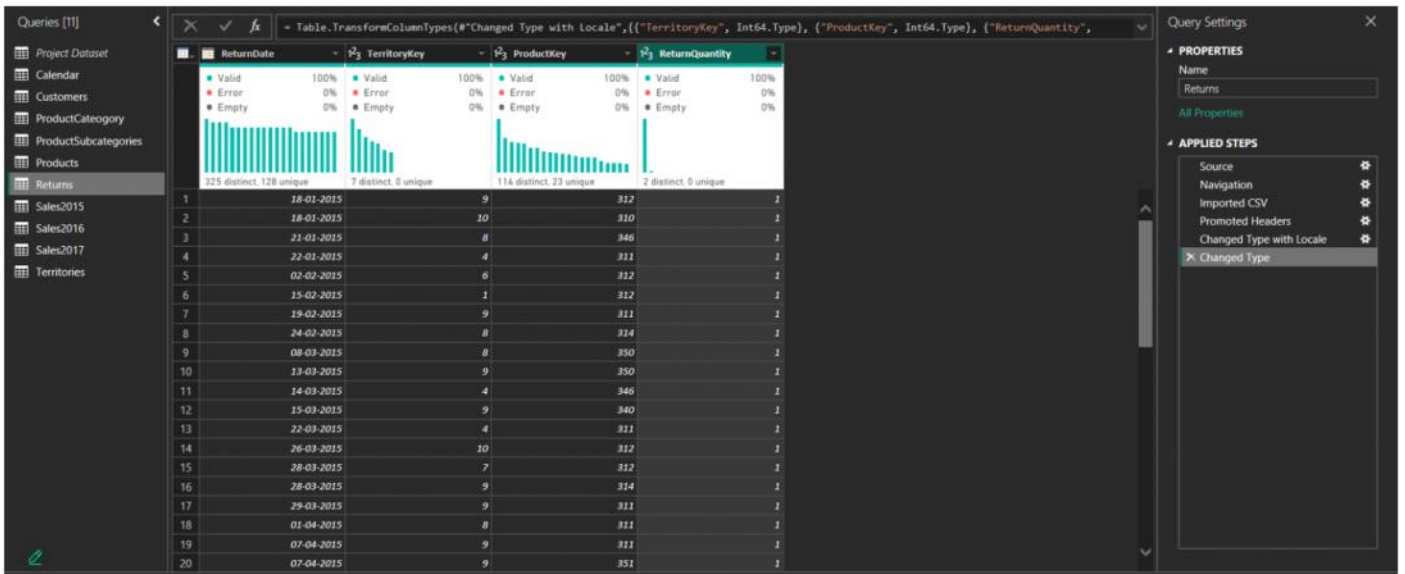 Queries [11]
Project Dataset
Calendar
Customers
ProductCateogory
ProductSubcategories
Products
Returns
Sales2015
Sales2016
Sales2017
Territories
fx = Table.TransformColumnTypes(#"Changed Type with Locale",{{"TerritoryKey", Int64.Type}, {"ProductKey", Int64.Type}, {"ReturnQuantity",
ReturnDate 123 TerritoryKey 123 ProductKey 123 ReturnQuantity
Valid 100% Valid 100% Valid 100% Valid 100%
Error 0% Error 0% Error 0% Error 0%
Empty 0% Empty 0% Empty 0% Empty 0%
325 distinct, 128 unique 7 distinct, 0 unique 114 distinct, 23 unique 2 distinct, 0 unique
1 18-01-2015 9 312 1
2 18-01-2015 10 310 1
3 21-01-2015 8 346 1
4 22-01-2015 4 311 1
5 02-02-2015 6 312 1
6 15-02-2015 1 312 1
7 19-02-2015 9 311 1
8 24-02-2015 8 314 1
9 08-03-2015 8 350 1
10 13-03-2015 9 350 1
11 14-03-2015 4 346 1
12 15-03-2015 9 340 1
13 22-03-2015 4 311 1
14 26-03-2015 10 312 1
15 28-03-2015 7 312 1
16 28-03-2015 9 314 1
17 29-03-2015 9 311 1
18 01-04-2015 8 311 1
19 07-04-2015 9 311 1
20 07-04-2015 9 351 1
Query Settings
PROPERTIES
Name
Returns
All Properties
APPLIED STEPS
Source
Navigation
Imported CSV
Promoted Headers
Changed Type with Locale
Changed Type